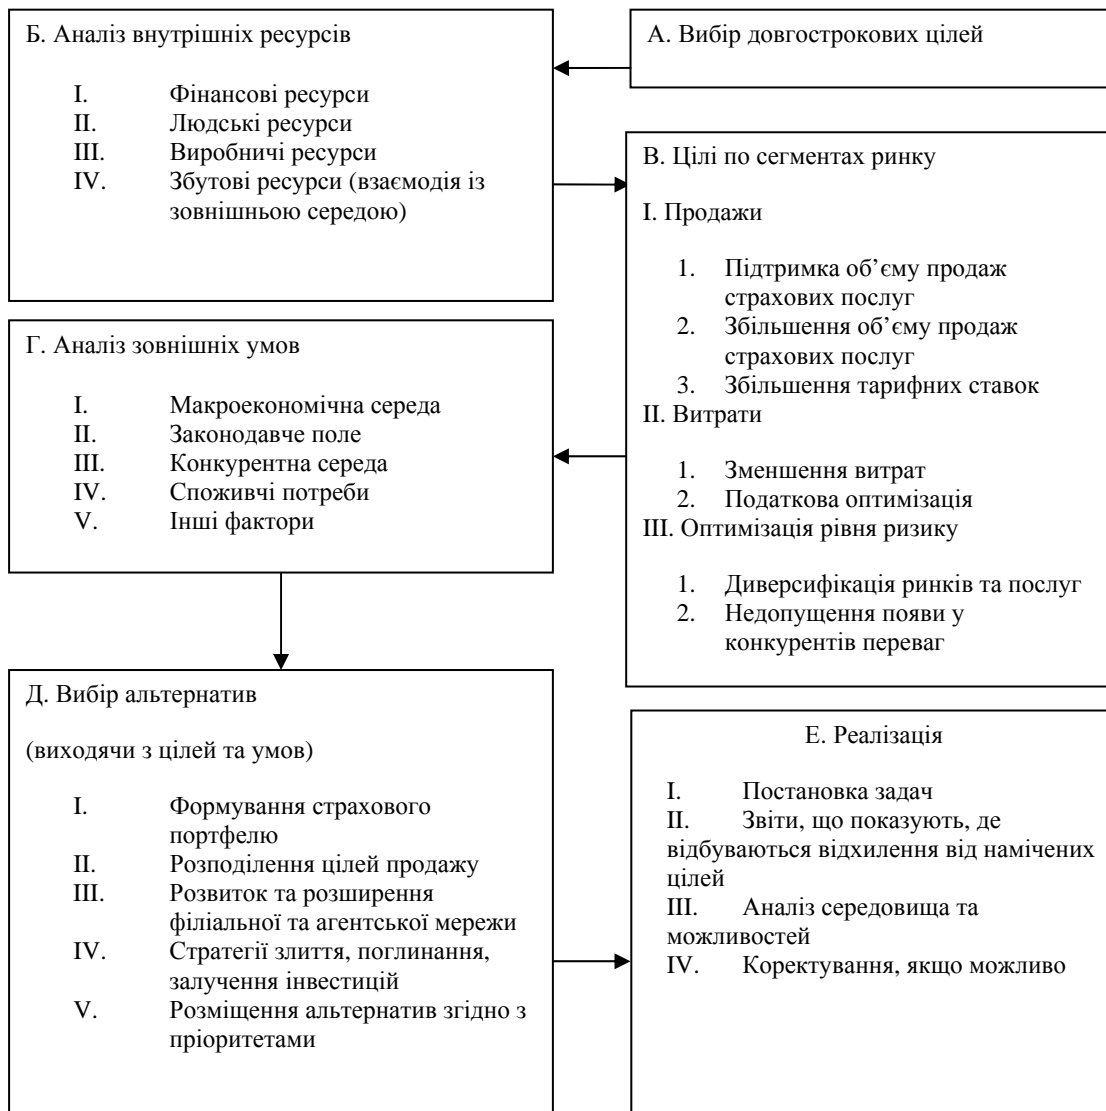 А. Вибір довгострокових цілей
Б. Аналіз внутрішніх ресурсів
I. Фінансові ресурси
II. Людські ресурси
III. Виробничі ресурси
IV. Збутові ресурси (взаємодія із
зовнішньою середою)
В. Цілі по сегментах ринку
I. Продажи
1. Підтримка об’єму продаж
страхових послуг
2. Збільшення об’єму продаж
страхових послуг
3. Збільшення тарифних ставок
II. Витрати
1. Зменшення витрат
2. Податкова оптимізація
III. Оптимізація рівня ризику
1. Диверсифікація ринків та послуг
2. Недопущення появи у
конкурентів переваг
Г. Аналіз зовнішніх умов
I. Макроекономічна середа
II. Законодавче поле
III. Конкурентна середа
IV. Споживчі потреби
V. Інші фактори
Д. Вибір альтернатив
(виходячи з цілей та умов)
I. Формування страхового
портфелю
II. Розподілення цілей продажу
III. Розвиток та розширення
філіальної та агентської мережи
IV. Стратегії злиття, поглинання,
залучення інвестицій
V. Розміщення альтернатив згідно з
пріоритетами
Е. Реалізація
I. Постановка задач
II. Звіти, що показують, де
відбуваються відхилення від намічених
цілей
III. Аналіз середовища та
можливостей
IV. Коректування, якщо можливо